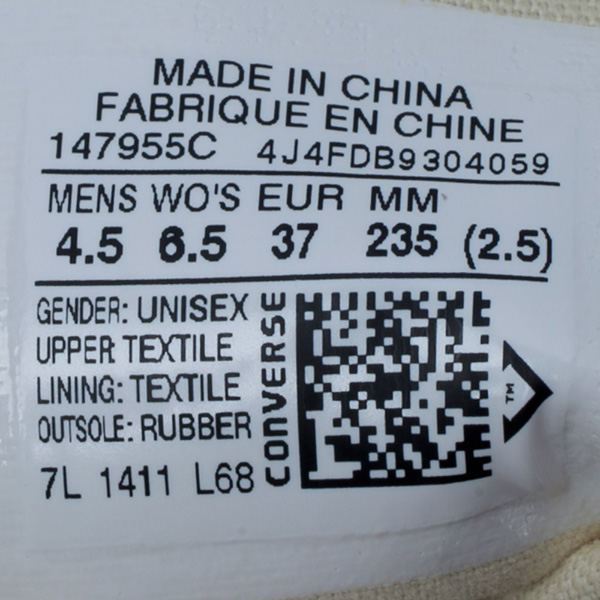 MADE IN CHINA
FABRIQUE EN CHINE
147955C 4J4FDB9304059
MENS WO'S EUR MM
4.5 6.5 37 235 (2.5)
GENDER: UNISEX
UPPER TEXTILE
LINING: TEXTILE
OUTSOLE: RUBBER
7L 1411 L68
CONVERSE
TM